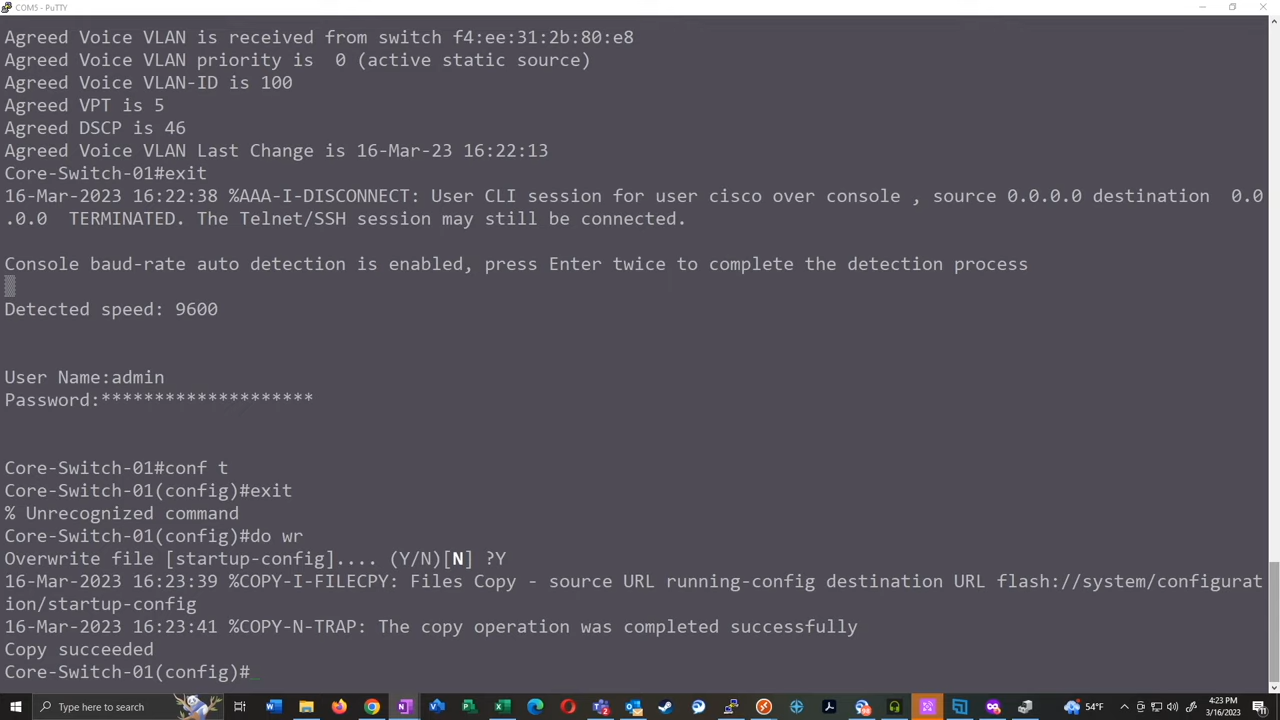 COM5 - PuTTY
Agreed Voice VLAN is received from switch f4:ee:31:2b:80:e8
Agreed Voice VLAN priority is  0 (active static source)
Agreed Voice VLAN-ID is 100
Agreed VPT is 5
Agreed DSCP is 46
Agreed Voice VLAN Last Change is 16-Mar-23 16:22:13
Core-Switch-01#exit
16-Mar-2023 16:22:38 %AAA-I-DISCONNECT: User CLI session for user cisco over console , source 0.0.0.0 destination  0.0
.0.0  TERMINATED. The Telnet/SSH session may still be connected.
Console baud-rate auto detection is enabled, press Enter twice to complete the detection process
Detected speed: 9600
User Name:admin
Password:********************
Core-Switch-01#conf t
Core-Switch-01(config)#exit
% Unrecognized command
Core-Switch-01(config)#do wr
Overwrite file [startup-config].... (Y/N)[N] ?Y
16-Mar-2023 16:23:39 %COPY-I-FILECPY: Files Copy - source URL running-config destination URL flash://system/configurat
ion/startup-config
16-Mar-2023 16:23:41 %COPY-N-TRAP: The copy operation was completed successfully
Copy succeeded
Core-Switch-01(config)#
Type here to search
54°F
4:23 PM
3/16/2023